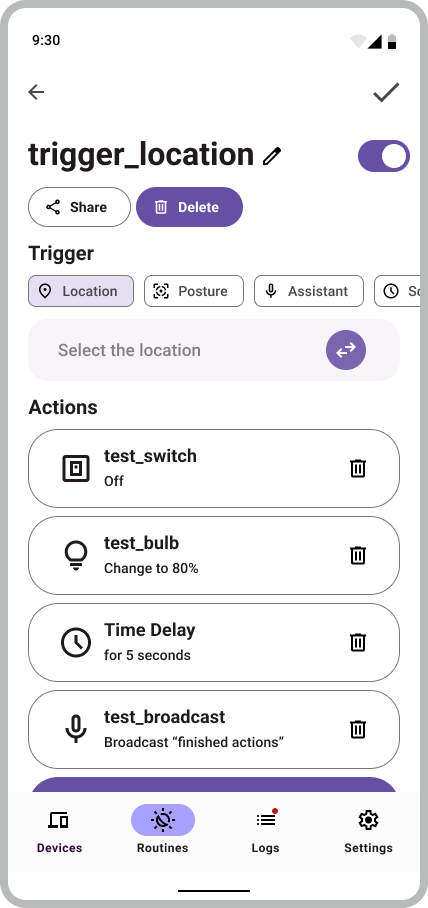 9:30
trigger_location
Share
Delete
Trigger
Location
Posture
Assistant
Select the location
Actions
test_switch
Off
test_bulb
Change to 80%
Time Delay
for 5 seconds
test_broadcast
Broadcast “finished actions”
Devices
Routines
Logs
Settings